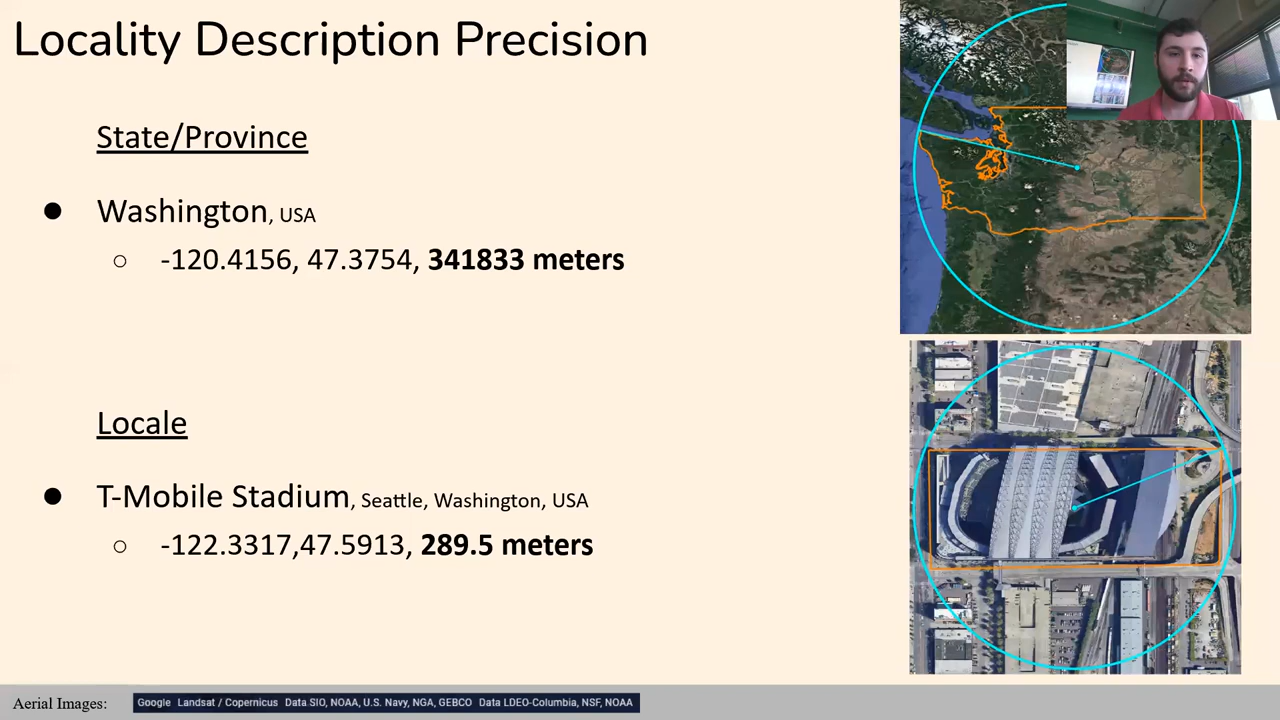 Locality Description Precision
State/Province
● Washington, USA
○ -120.4156, 47.3754, 341833 meters
Locale
● T-Mobile Stadium, Seattle, Washington, USA
○ -122.3317,47.5913, 289.5 meters
Aerial Images: Google Landsat / Copernicus Data SIO, NOAA, U.S. Navy, NGA, GEBCO Data LDEO-Columbia, NSF, NOAA